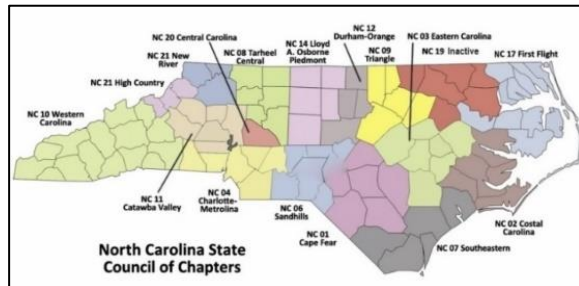 NC 20 Central Carolina
NC 21 New
River
NC 08 Tarheel
Central
NC 14 Lloyd
A. Osborne
Piedmont
NC 12
Durham-Orange
NC 09
Triangle
NC 03 Eastern Carolina
NC 19 Inactive
NC 17 First Flight
NC 21 High Country
NC 10 Western
Carolina
NC 11
Catawba Valley
NC 04
Charlotte-
Metrolina
NC 06
Sandhills
NC 01
Cape Fear
NC 07 Southeastern
NC 02 Costal
Carolina
North Carolina State
Council of Chapters